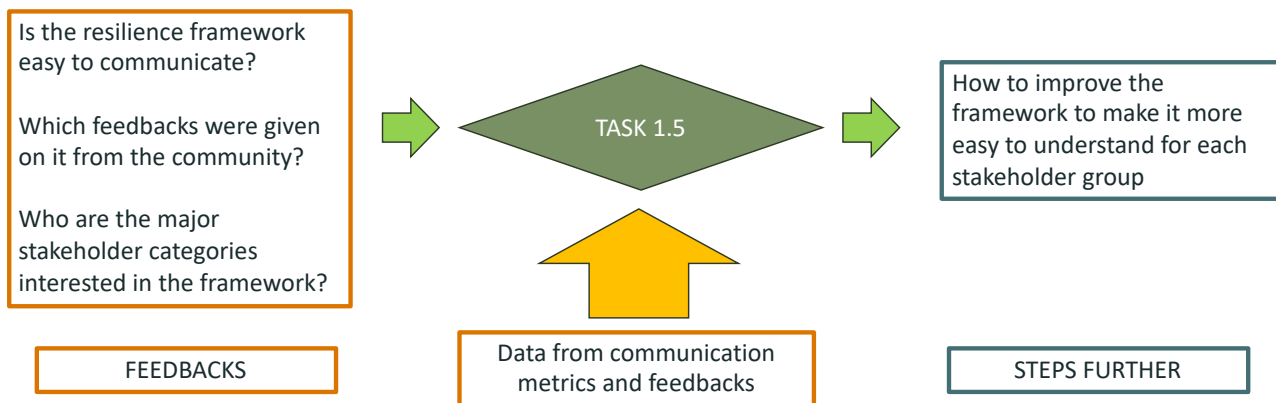 Is the resilience framework
easy to communicate?
Which feedbacks were given
on it from the community?
Who are the major
stakeholder categories
interested in the framework?
TASK 1.5
How to improve the
framework to make it more
easy to understand for each
stakeholder group
FEEDBACKS
Data from communication
metrics and feedbacks
STEPS FURTHER